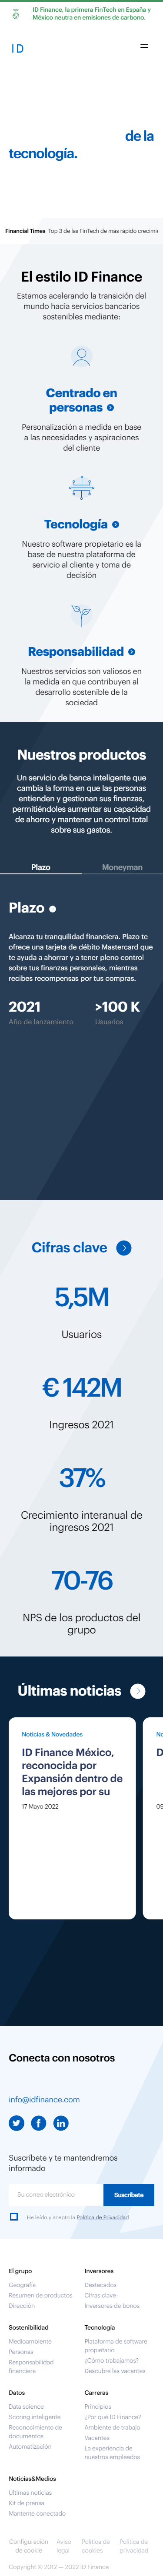 ID Finance, la primera FinTech en España y
México neutra en emisiones de carbono.
ID
de la
tecnología.
Financial Times Top 3 de las FinTech de más rápido crecimie
El estilo ID Finance
Estamos acelerando la transición del
mundo hacia servicios bancarios
sostenibles mediante:
Centrado en
personas
Personalización a medida en base
a las necesidades y aspiraciones
del cliente
Tecnología
Nuestro software propietario es la
base de nuestra plataforma de
servicio al cliente y toma de
decisión
Responsabilidad
Nuestros servicios son valiosos en
la medida en que contribuyen al
desarrollo sostenible de la
sociedad
Nuestros productos
Un servicio de banca inteligente que
cambia la forma en que las personas
entienden y gestionan sus finanzas,
permitiéndoles aumentar su capacidad
de ahorro y mantener un control total
sobre sus gastos.
Plazo Moneyman
Plazo
Alcanza tu tranquilidad financiera. Plazo te
ofrece una tarjeta de débito Mastercard que
te ayuda a ahorrar y a tener pleno control
sobre tus finanzas personales, mientras
recibes recompensas por tus compras.
2021 >100 K
Año de lanzamiento Usuarios
Cifras clave
5,5M
Usuarios
€ 142M
Ingresos 2021
37%
Crecimiento interanual de
ingresos 2021
70-76
NPS de los productos del
grupo
Últimas noticias
Noticias & Novedades
ID Finance México,
reconocida por
Expansión dentro de
las mejores por su
17 Mayo 2022
No
D
09
Conecta con nosotros
info@idfinance.com
Suscríbete y te mantendremos
informado
Su correo electrónico Suscríbete
He leído y acepto la Política de Privacidad
El grupo
Geografía
Resumen de productos
Dirección
Inversores
Destacados
Cifras clave
Inversores de bonos
Sostenibilidad
Medioambiente
Personas
Responsabilidad
financiera
Tecnología
Plataforma de software
propietario
¿Cómo trabajamos?
Descubre las vacantes
Datos
Data science
Scoring inteligente
Reconocimiento de
documentos
Automatización
Carreras
Principios
¿Por qué ID Finance?
Ambiente de trabajo
Vacantes
La experiencia de
nuestros empleados
Noticias&Medios
Últimas noticias
Kit de prensa
Mantente conectado
Configuración
de cookie
Aviso
legal
Política de
cookies
Política de
privacidad
Copyright © 2012 — 2022 ID Finance